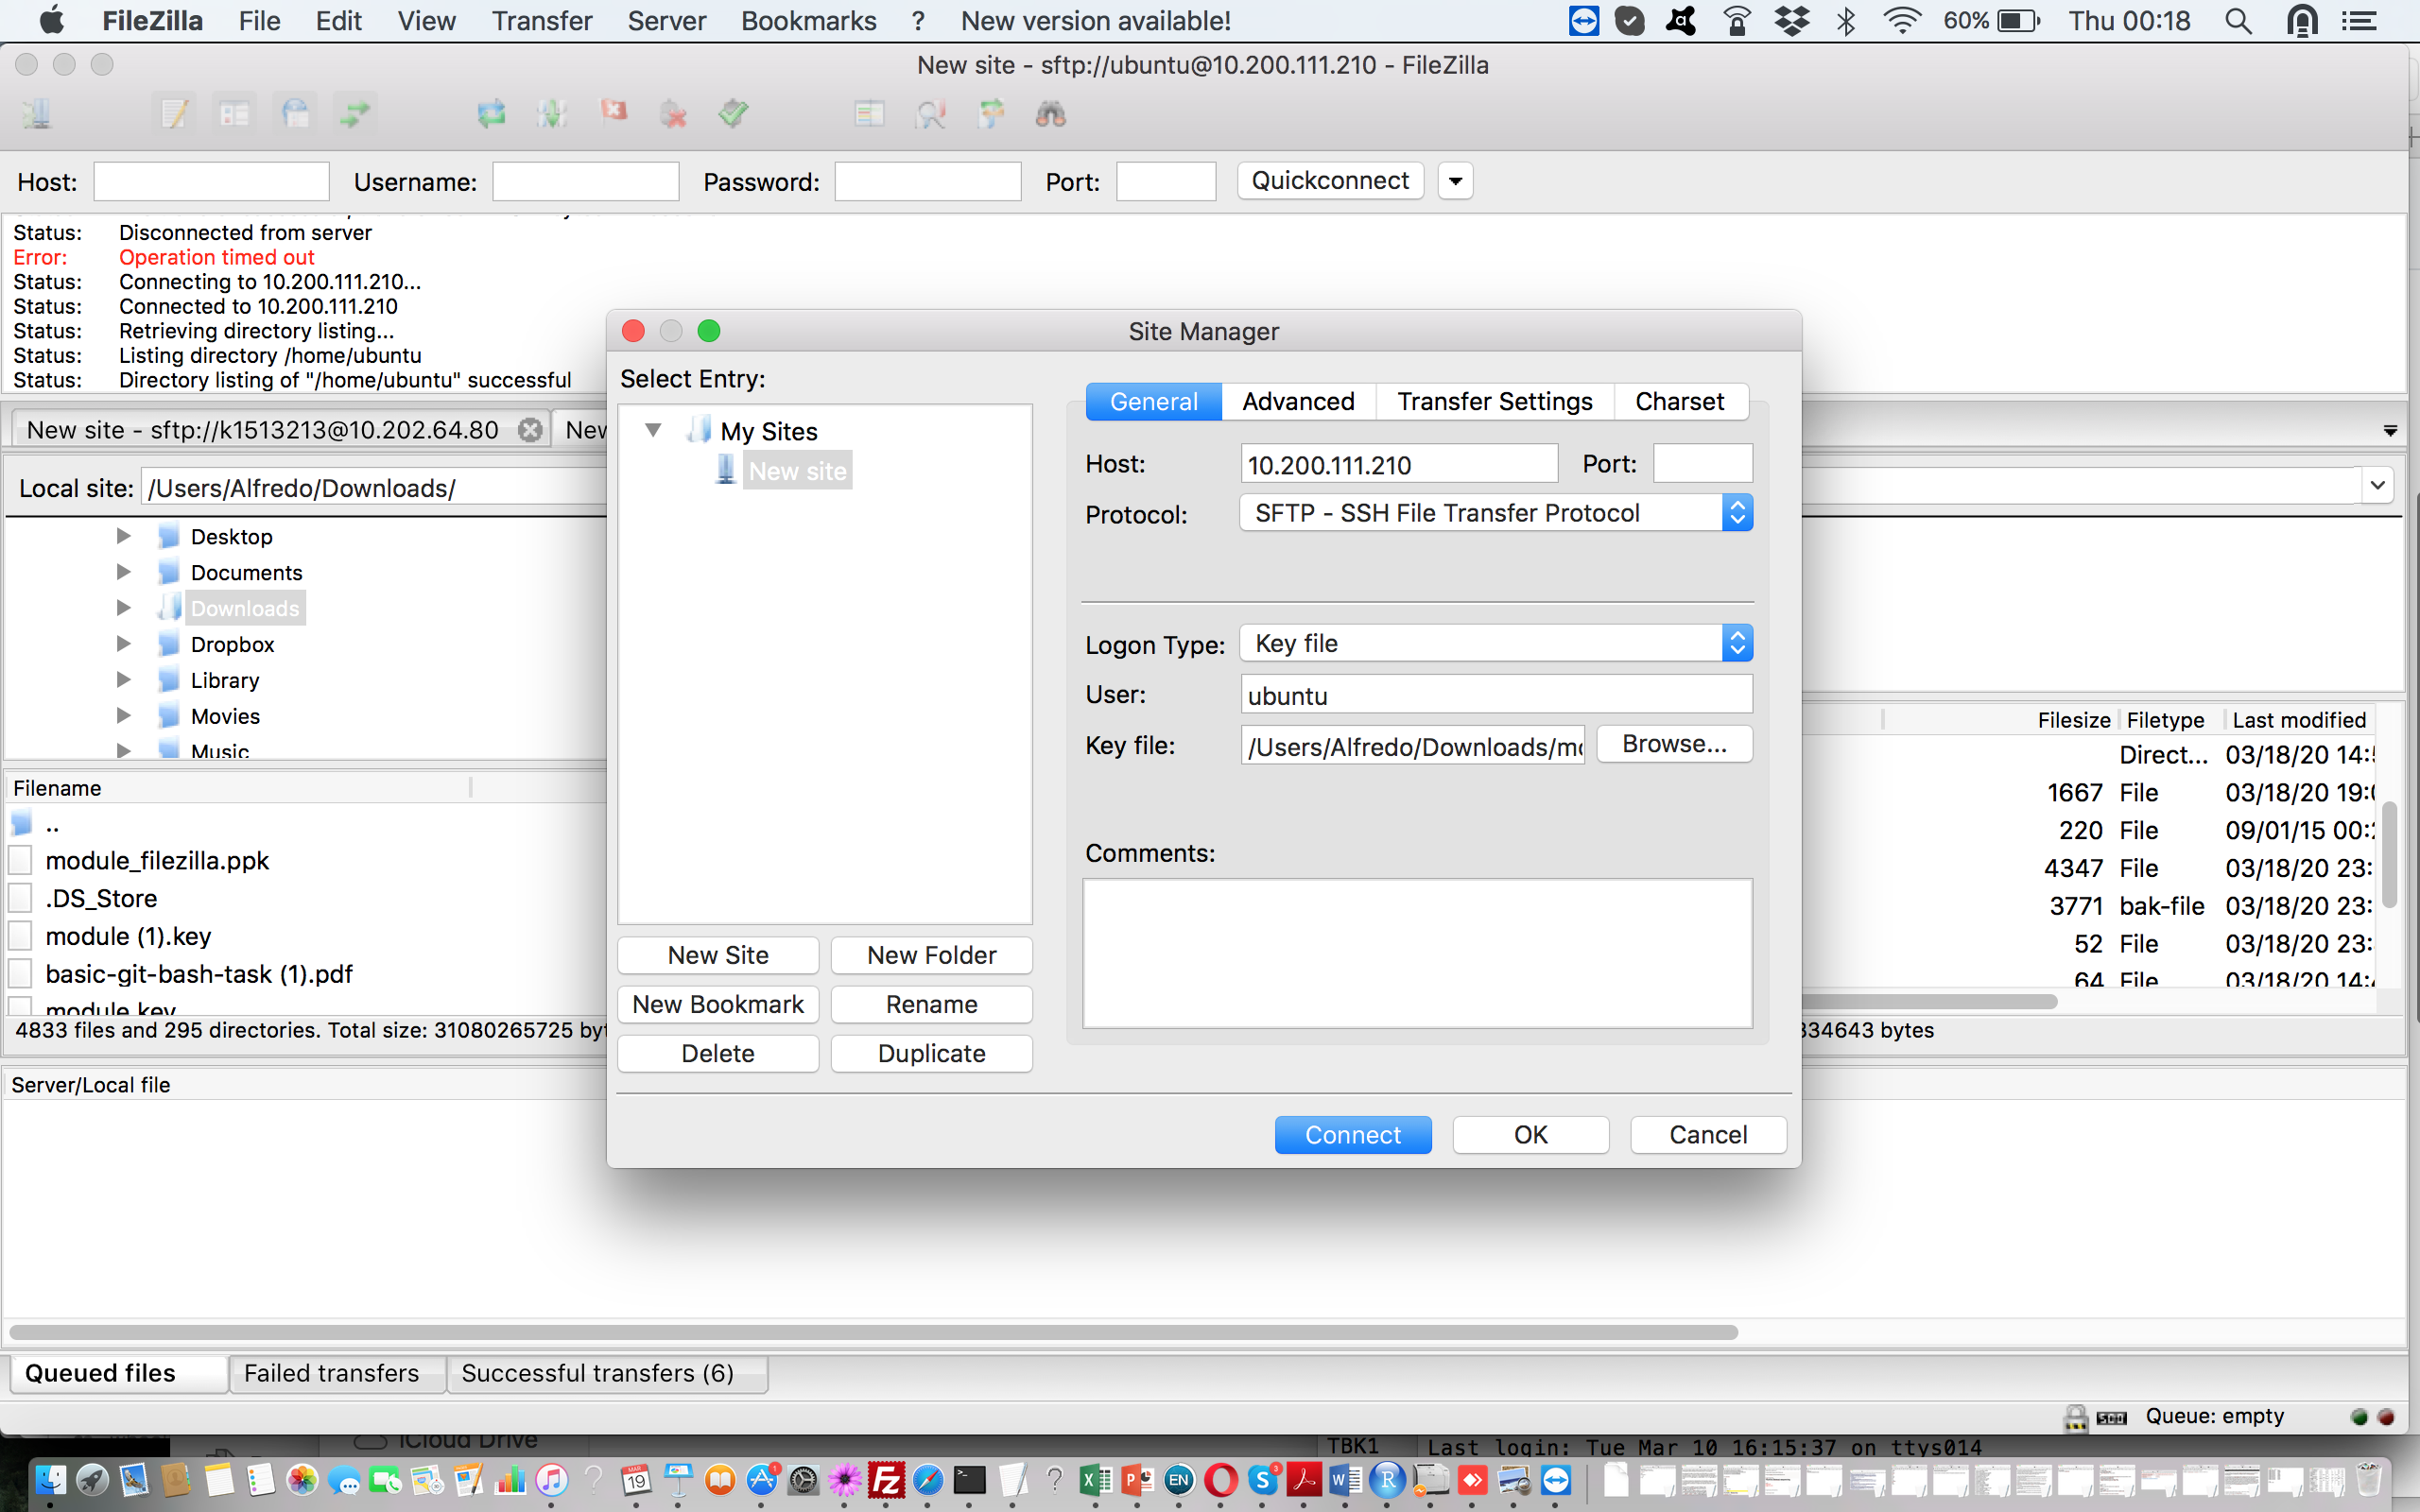 FileZilla File Edit View Transfer Server Bookmarks ? New version available! 60% Thu 00:18
New site - sftp://ubuntu@10.200.111.210 - FileZilla
Host: Username: Password: Port: Quickconnect
Status: Disconnected from server
Error: Operation timed out
Status: Connecting to 10.200.111.210...
Status: Connected to 10.200.111.210
Status: Retrieving directory listing...
Status: Listing directory /home/ubuntu
Status: Directory listing of "/home/ubuntu" successful
New site - sftp://k1513213@10.202.64.80 Nev
Local site: /Users/Alfredo/Downloads/
Desktop
Documents
Downloads
Dropbox
Library
Movies
Music
Filename
..
module_filezilla.ppk
.DS_Store
module (1).key
basic-git-bash-task (1).pdf
module.key
4833 files and 295 directories. Total size: 31080265725 byt
Server/Local file
Site Manager
Select Entry:
My Sites
New site
New Site New Folder
New Bookmark Rename
Delete Duplicate
General Advanced Transfer Settings Charset
Host: 10.200.111.210 Port:
Protocol: SFTP - SSH File Transfer Protocol
Logon Type: Key file
User: ubuntu
Key file: /Users/Alfredo/Downloads/mo Browse...
Comments:
Connect OK Cancel
Filesize Filetype Last modified
Direct... 03/18/20 14:5
1667 File 03/18/20 19:0
220 File 09/01/15 00:2
4347 File 03/18/20 23:
3771 bak-file 03/18/20 23:
52 File 03/18/20 23:
64 File 03/18/20 14:4
334643 bytes
Queued files Failed transfers Successful transfers (6)
Queue: empty
iCloud Drive
TBK1 Last login: Tue Mar 10 16:15:37 on ttys014
MAR
19
Fz
EN